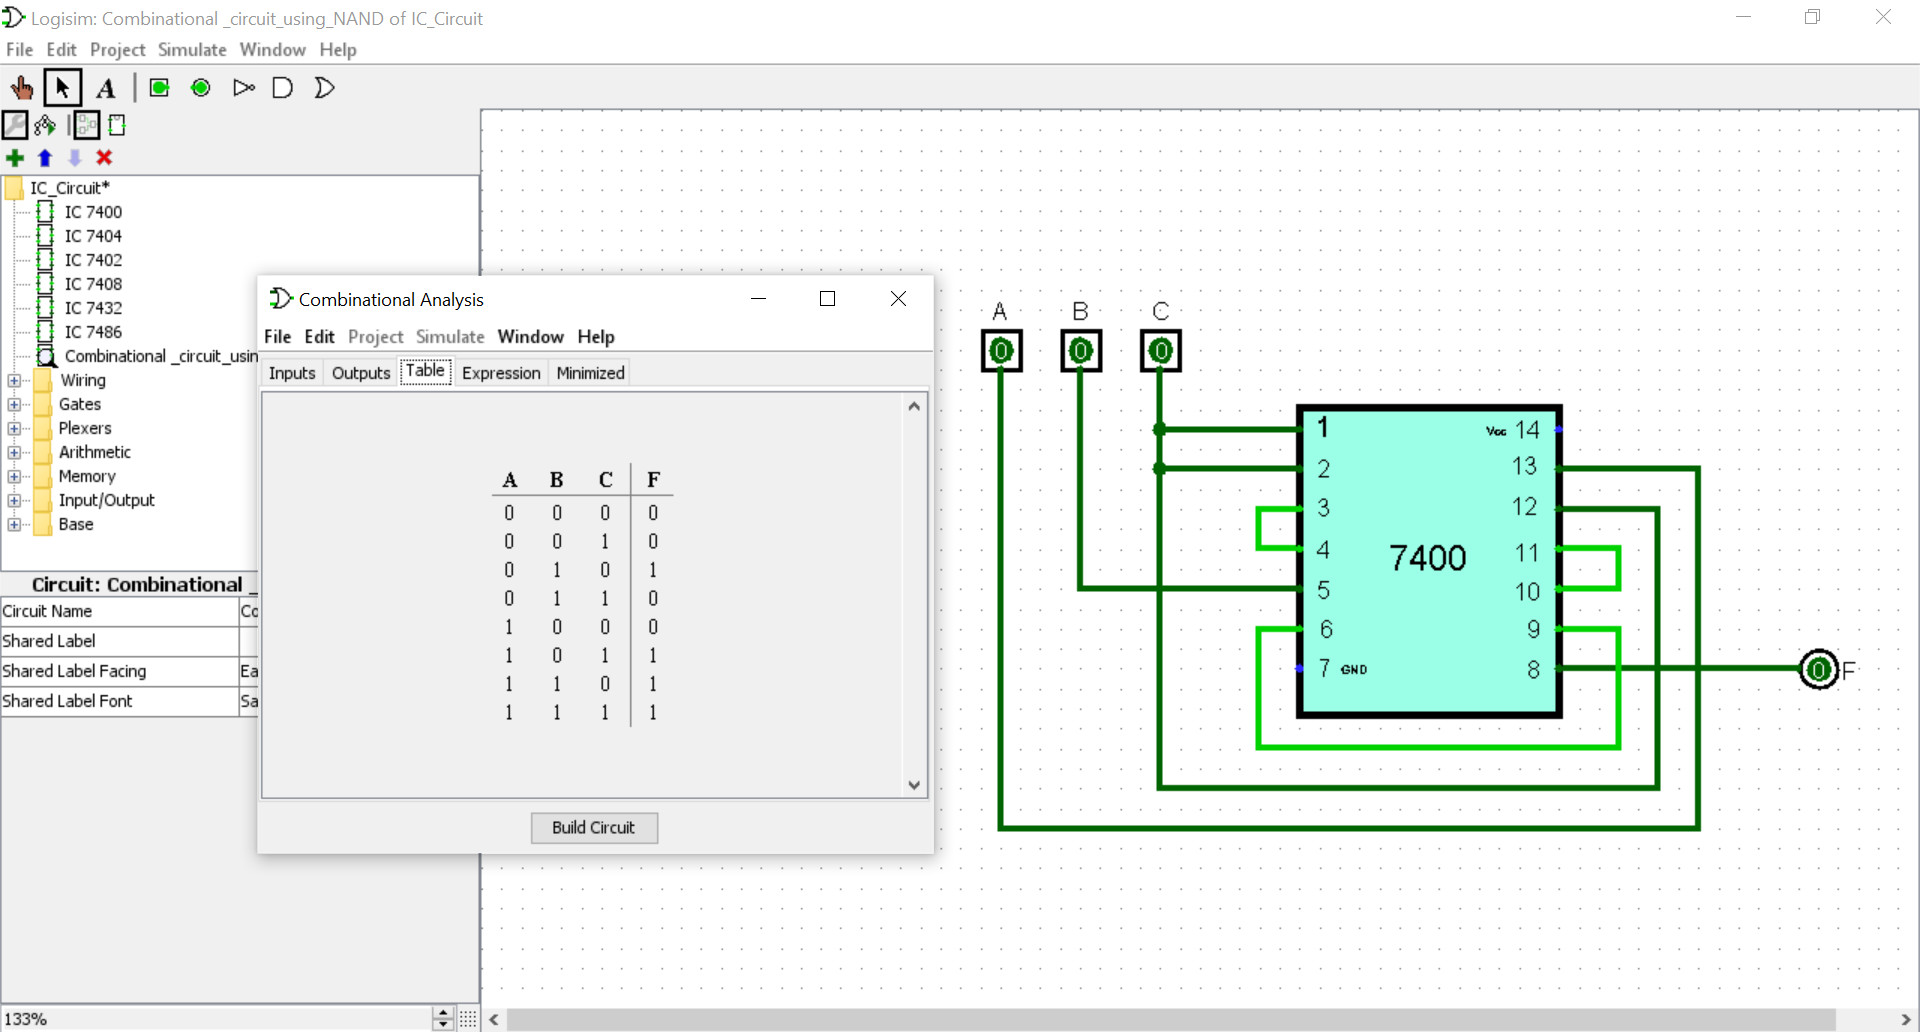 Logisim: Combinational _circuit_using_NAND of IC_Circuit
File Edit Project Simulate Window Help
A
IC_Circuit*
IC 7400
IC 7404
IC 7402
IC 7408
IC 7432
IC 7486
Combinational _circuit_usin
Wiring
Gates
Plexers
Arithmetic
Memory
Input/Output
Base
Circuit: Combinational _
Circuit Name Co
Shared Label
Shared Label Facing Ea
Shared Label Font Sa
133%
Combinational Analysis
File Edit Project Simulate Window Help
Inputs Outputs Table Expression Minimized
A B C F
0 0 0 0
0 0 1 0
0 1 0 1
0 1 1 0
1 0 0 0
1 0 1 1
1 1 0 1
1 1 1 1
Build Circuit
A B C
0 0 0
1 Vcc 14
2 13
3 12
4 11
7400
5 10
6 9
7 GND 8
0 F